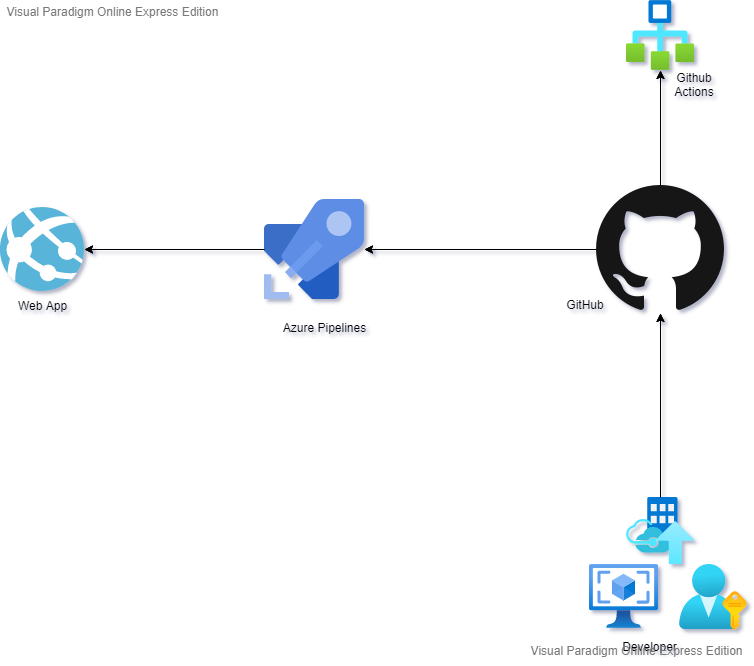 Visual Paradigm Online Express Edition
Github
Actions
Web App
GitHub
Azure Pipelines
Developer
Visual Paradigm Online Express Edition